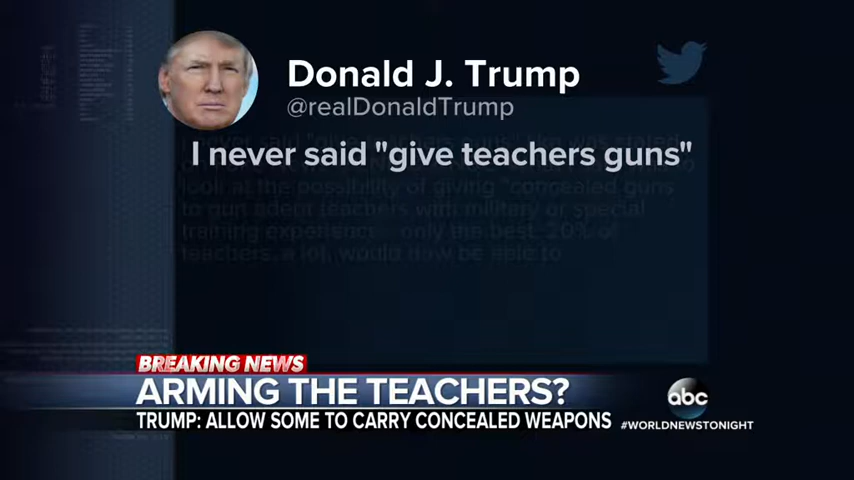 Donald J. Trump
@realDonaldTrump
I never said "give teachers guns"
look at the possibility of giving "concealed guns
to gun adept teachers with military or special
training experience - only the best. 20% of
teachers, a lot, would now be able to
BREAKING NEWS
ARMING THE TEACHERS?
TRUMP: ALLOW SOME TO CARRY CONCEALED WEAPONS
abc
#WORLDNEWSTONIGHT